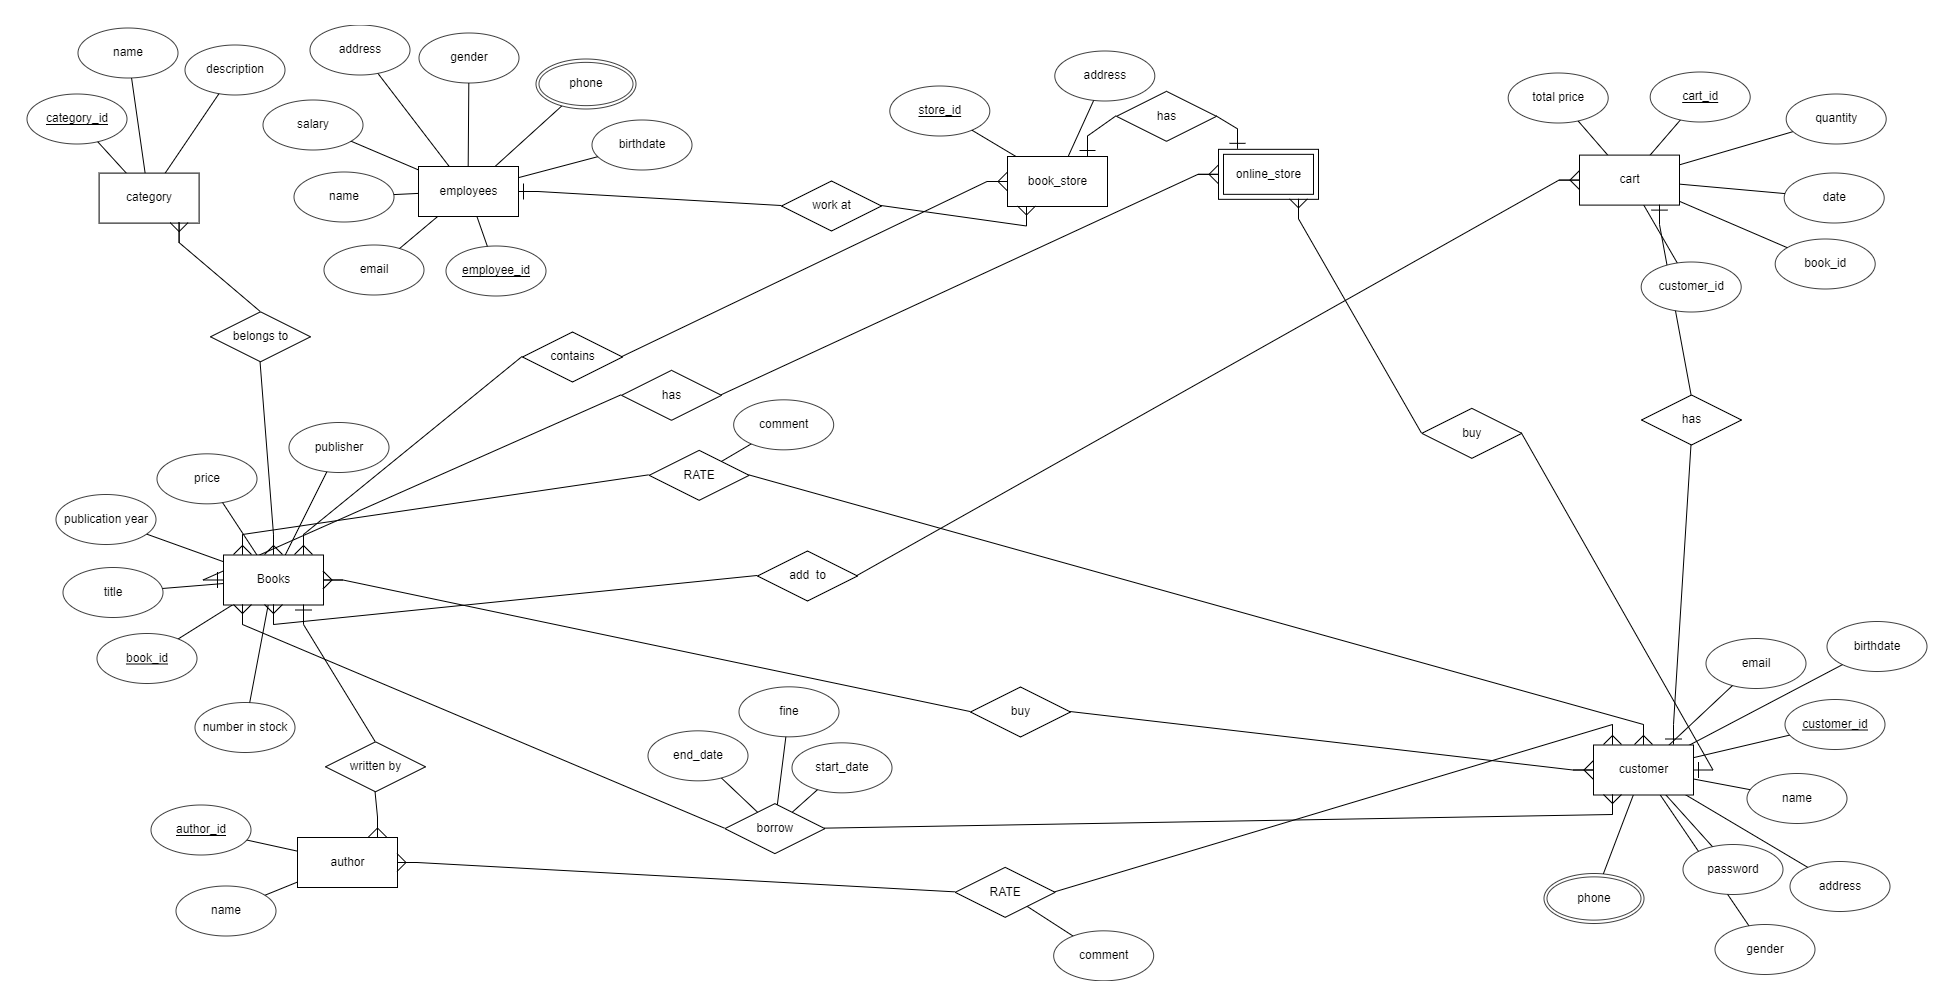 name
address
gender
description
phone
address
category_id
salary
store_id
has
total price
cart_id
quantity
birthdate
category
employees
name
work at
book_store
online_store
cart
date
email
employee_id
book_id
customer_id
belongs to
contains
has
comment
buy
has
publisher
price
RATE
publication year
title
Books
add  to
book_id
number in stock
written by
fine
end_date
start_date
buy
email
birthdate
customer_id
customer
name
author_id
author
name
borrow
RATE
comment
phone
password
address
gender